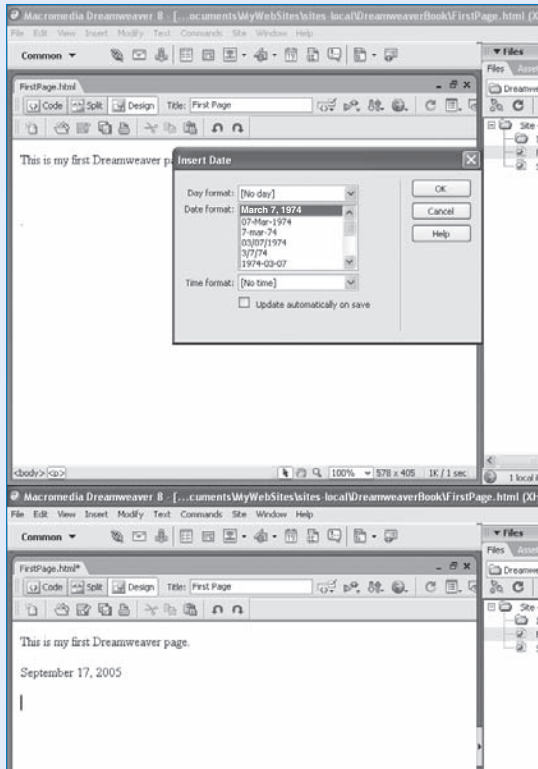 Macromedia Dreamweaver 8 - [...ocuments\MyWebSites\sites-local\DreamweaverBook\FirstPage.html (XH
File Edit View Insert Modify Text Commands Site Window Help
Common
Files
Files Asset
FirstPage.html
Dreamwe
Code Split Design Title: First Page
Site
This is my first Dreamweaver pa
Insert Date
Day format: [No day]
OK
Date format: March 7, 1974
Cancel
07-Mar-1974
7-mar-74
Help
03/07/1974
3/7/74
1974-03-07
Time format: [No time]
Update automatically on save
<body> <p>
100% 578 x 405 1K / 1 sec
1 local i
Macromedia Dreamweaver 8 - [...cuments\MyWebSites\sites-local\DreamweaverBook\FirstPage.html (XH
File Edit View Insert Modify Text Commands Site Window Help
Common
Files
Files Asset
FirstPage.html*
Dreamwe
Code Split Design Title: First Page
Site
This is my first Dreamweaver page.
September 17, 2005